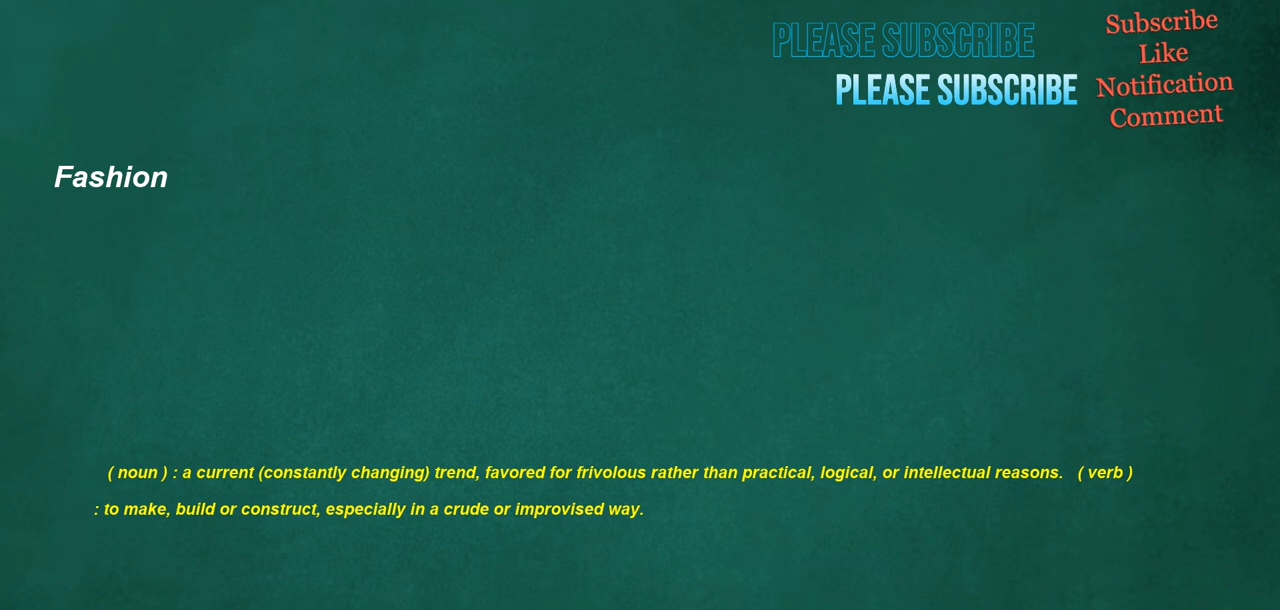 PLEASE SUBSCRIBE
PLEASE SUBSCRIBE
Subscribe
Like
Notification
Comment
Fashion
( noun ) : a current (constantly changing) trend, favored for frivolous rather than practical, logical, or intellectual reasons. ( verb )
: to make, build or construct, especially in a crude or improvised way.